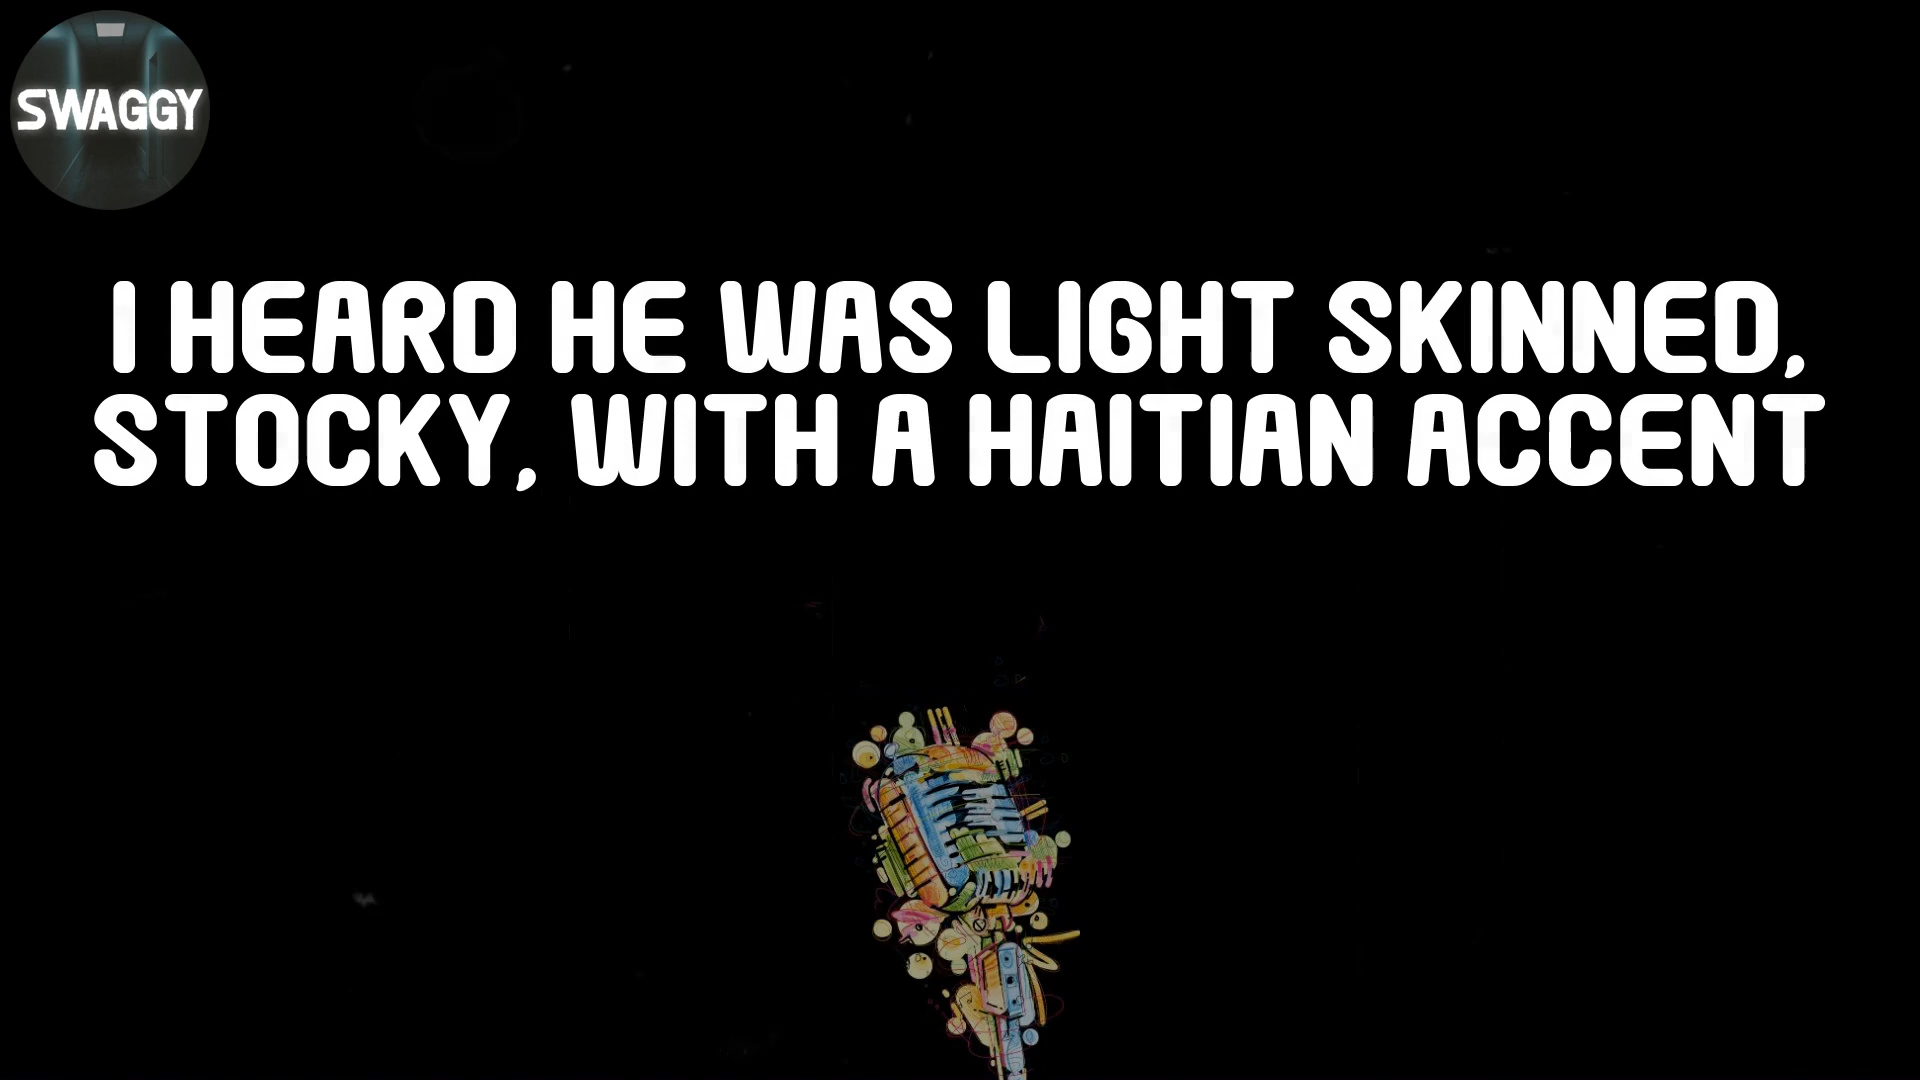 SWAGGY
I HEARD HE WAS LIGHT SKINNED,
STOCKY, WITH A HAITIAN ACCENT